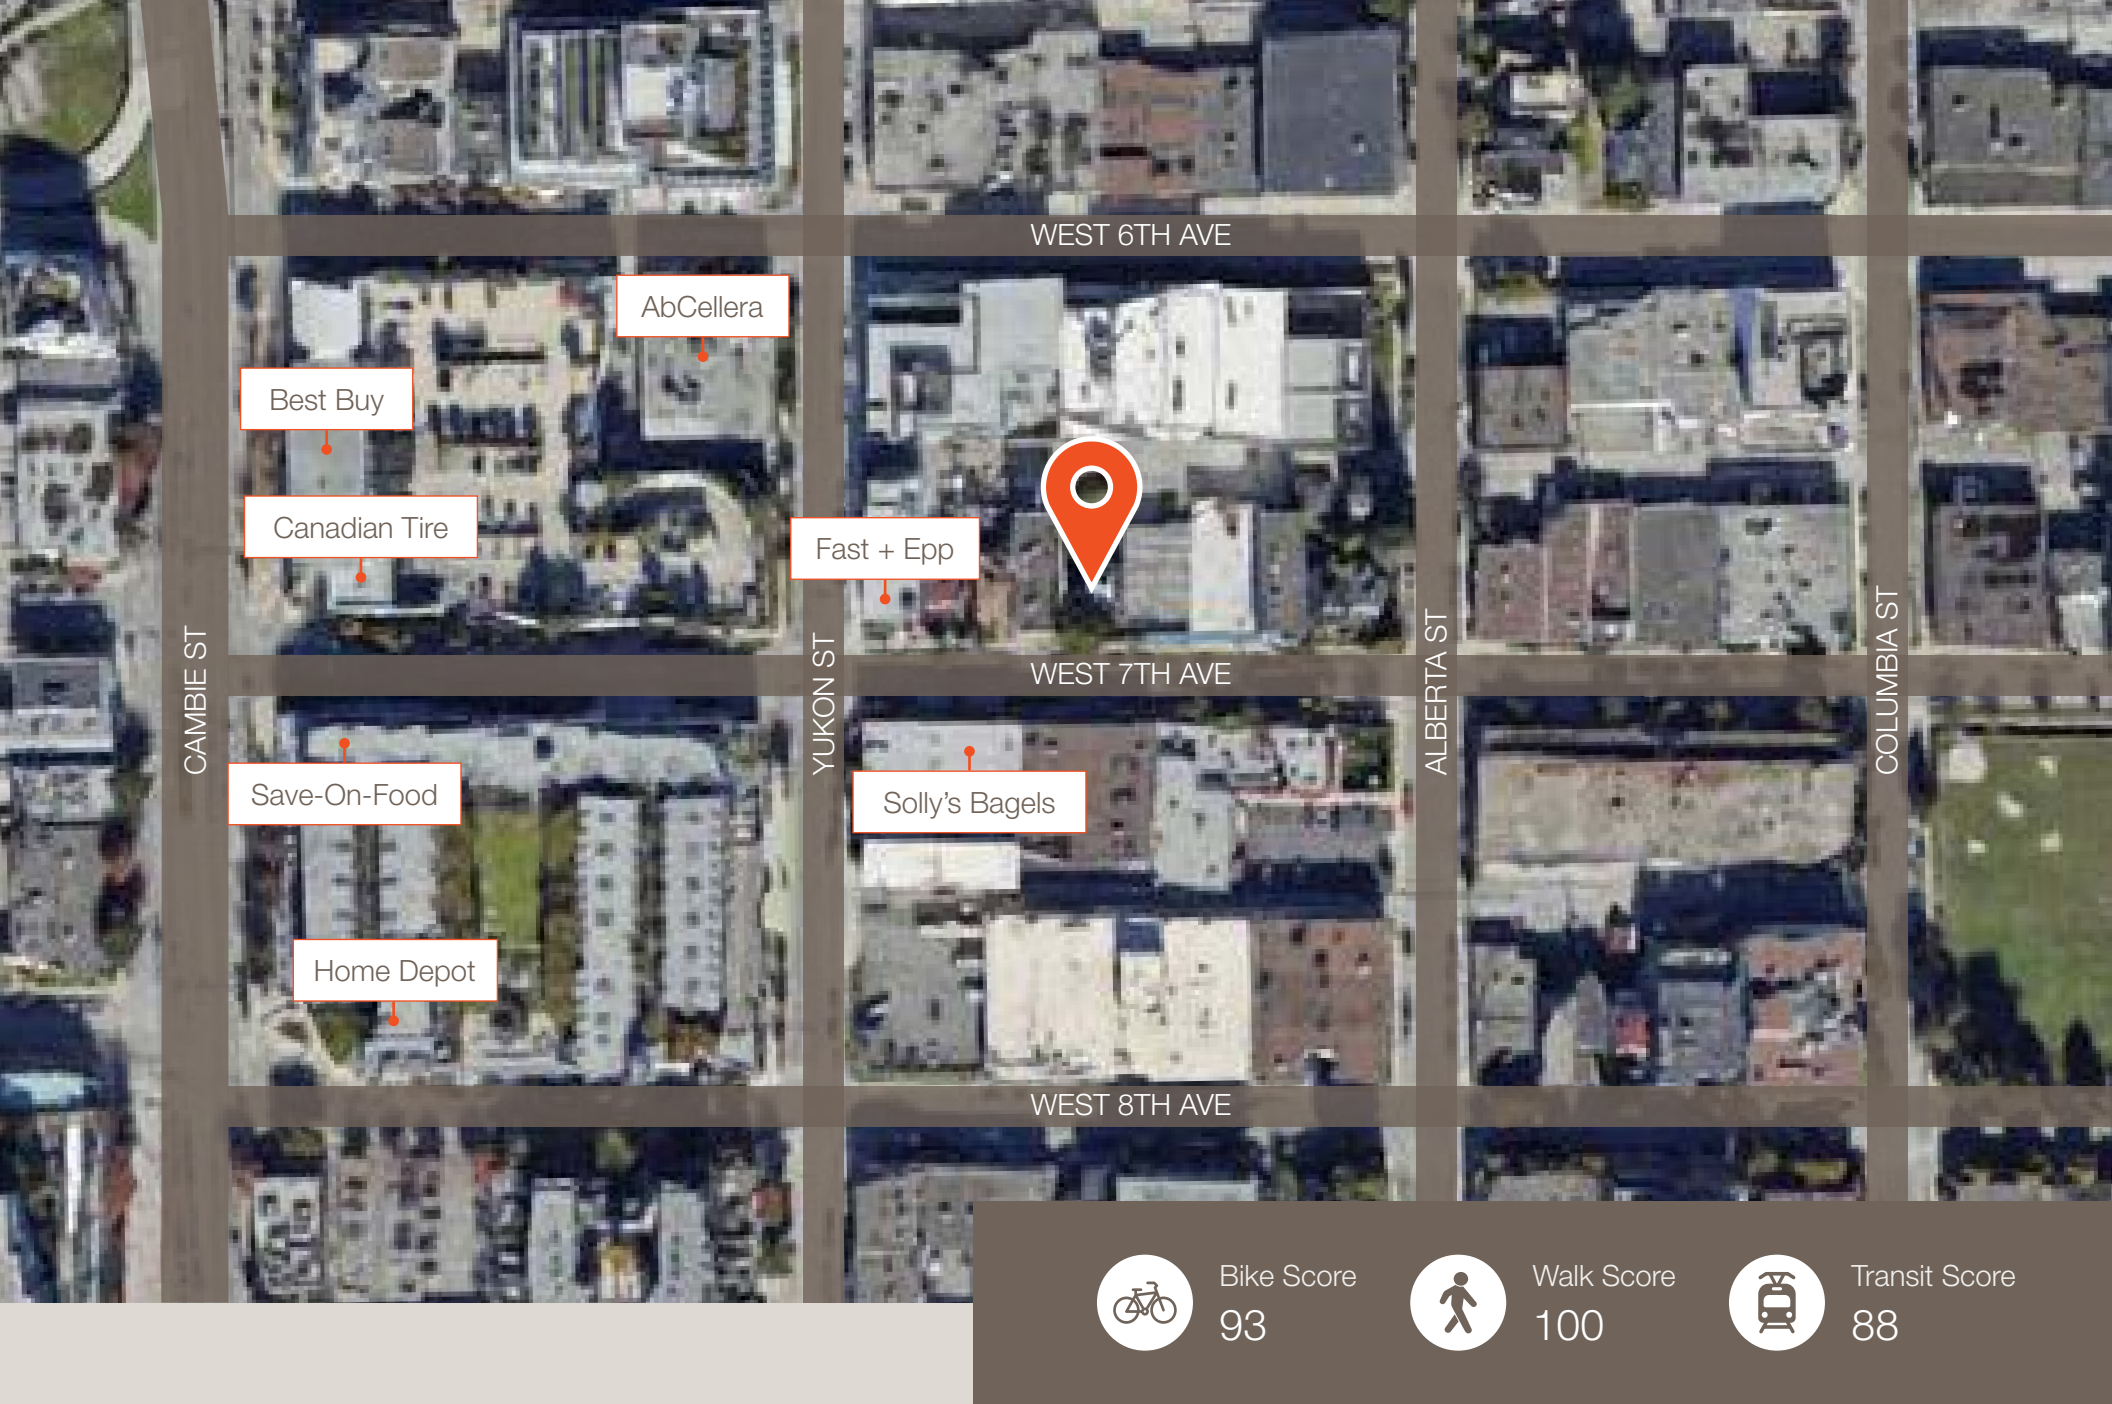 WEST 6TH AVE
AbCellera
Best Buy
Canadian Tire
Fast + Epp
CAMBIE ST
YUKON ST
WEST 7TH AVE
ALBERTA ST
COLUMBIA ST
Save-On-Food
Solly's Bagels
Home Depot
WEST 8TH AVE
Bike Score
93
Walk Score
100
Transit Score
88